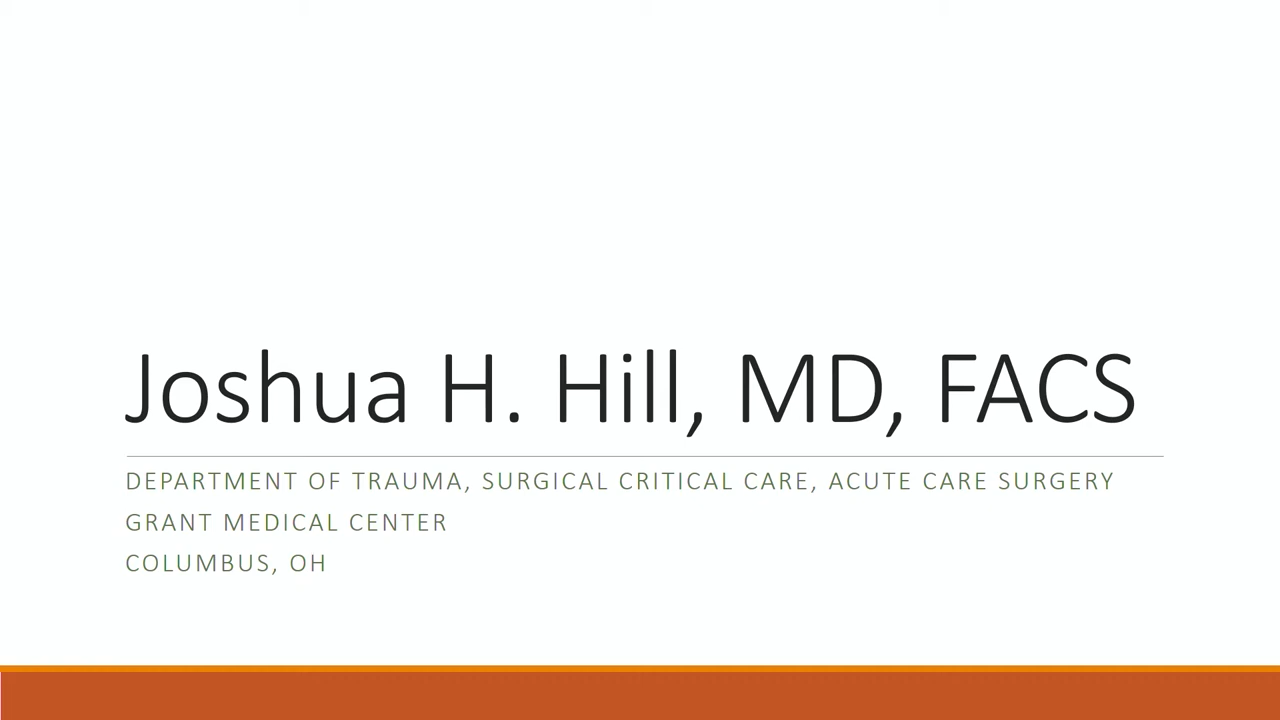 Joshua H. Hill, MD, FACS
DEPARTMENT OF TRAUMA, SURGICAL CRITICAL CARE, ACUTE CARE SURGERY
GRANT MEDICAL CENTER
COLUMBUS, OH